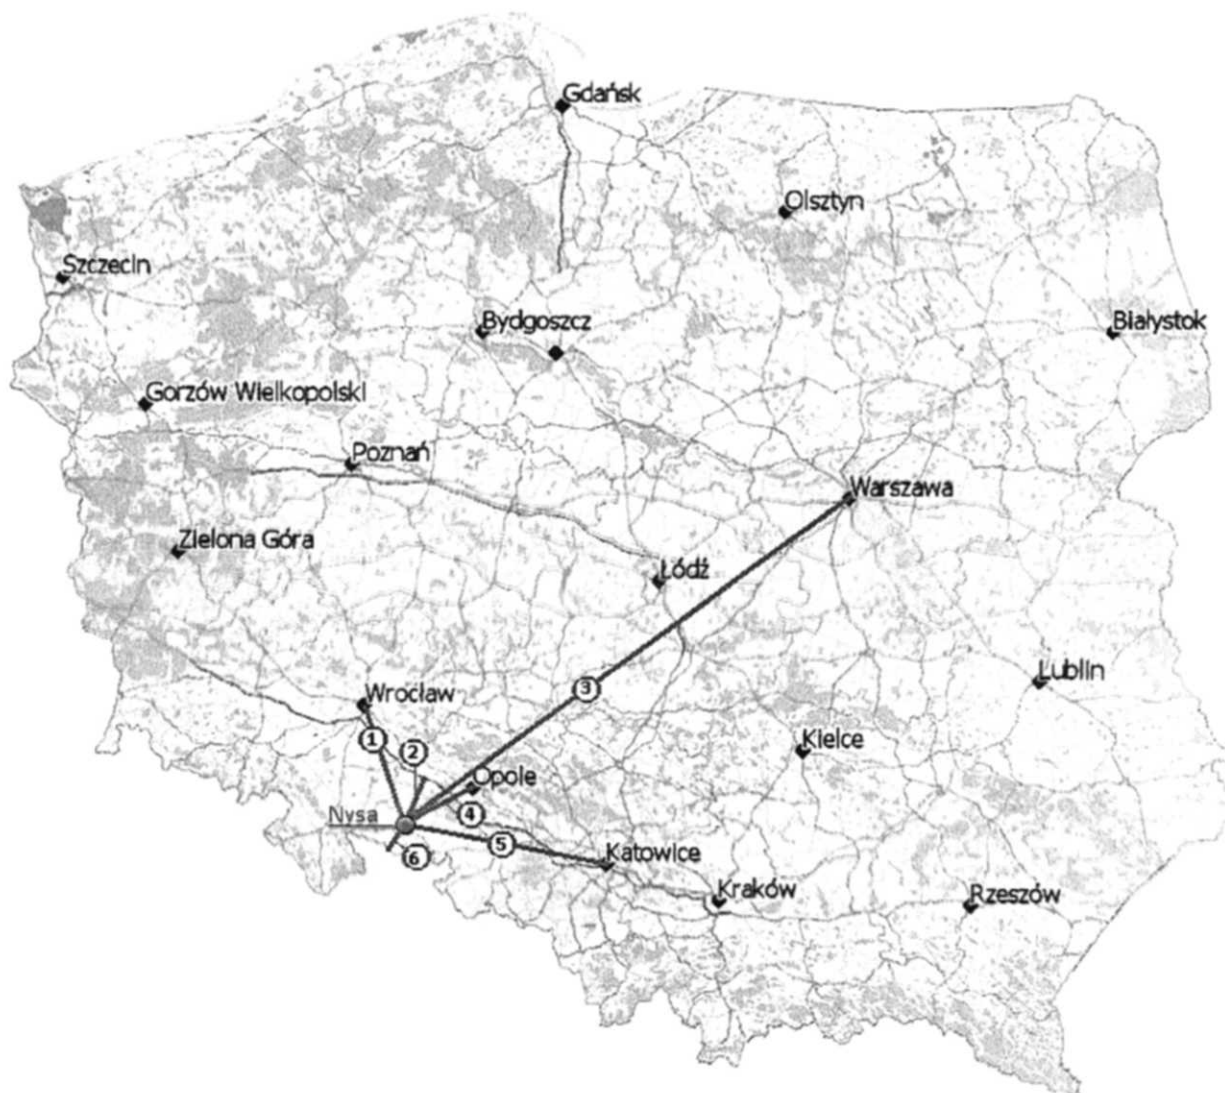 Gdańsk
Olsztyn
Szczecin
Bydgoszcz
Białystok
Gorzów Wielkopolski
Poznań
Warszawa
Zielona Góra
Łódź
Lublin
3
Wrocław
1
2
Kielce
Opole
Nysa
4
5
6
Katowice
Kraków
Rzeszów